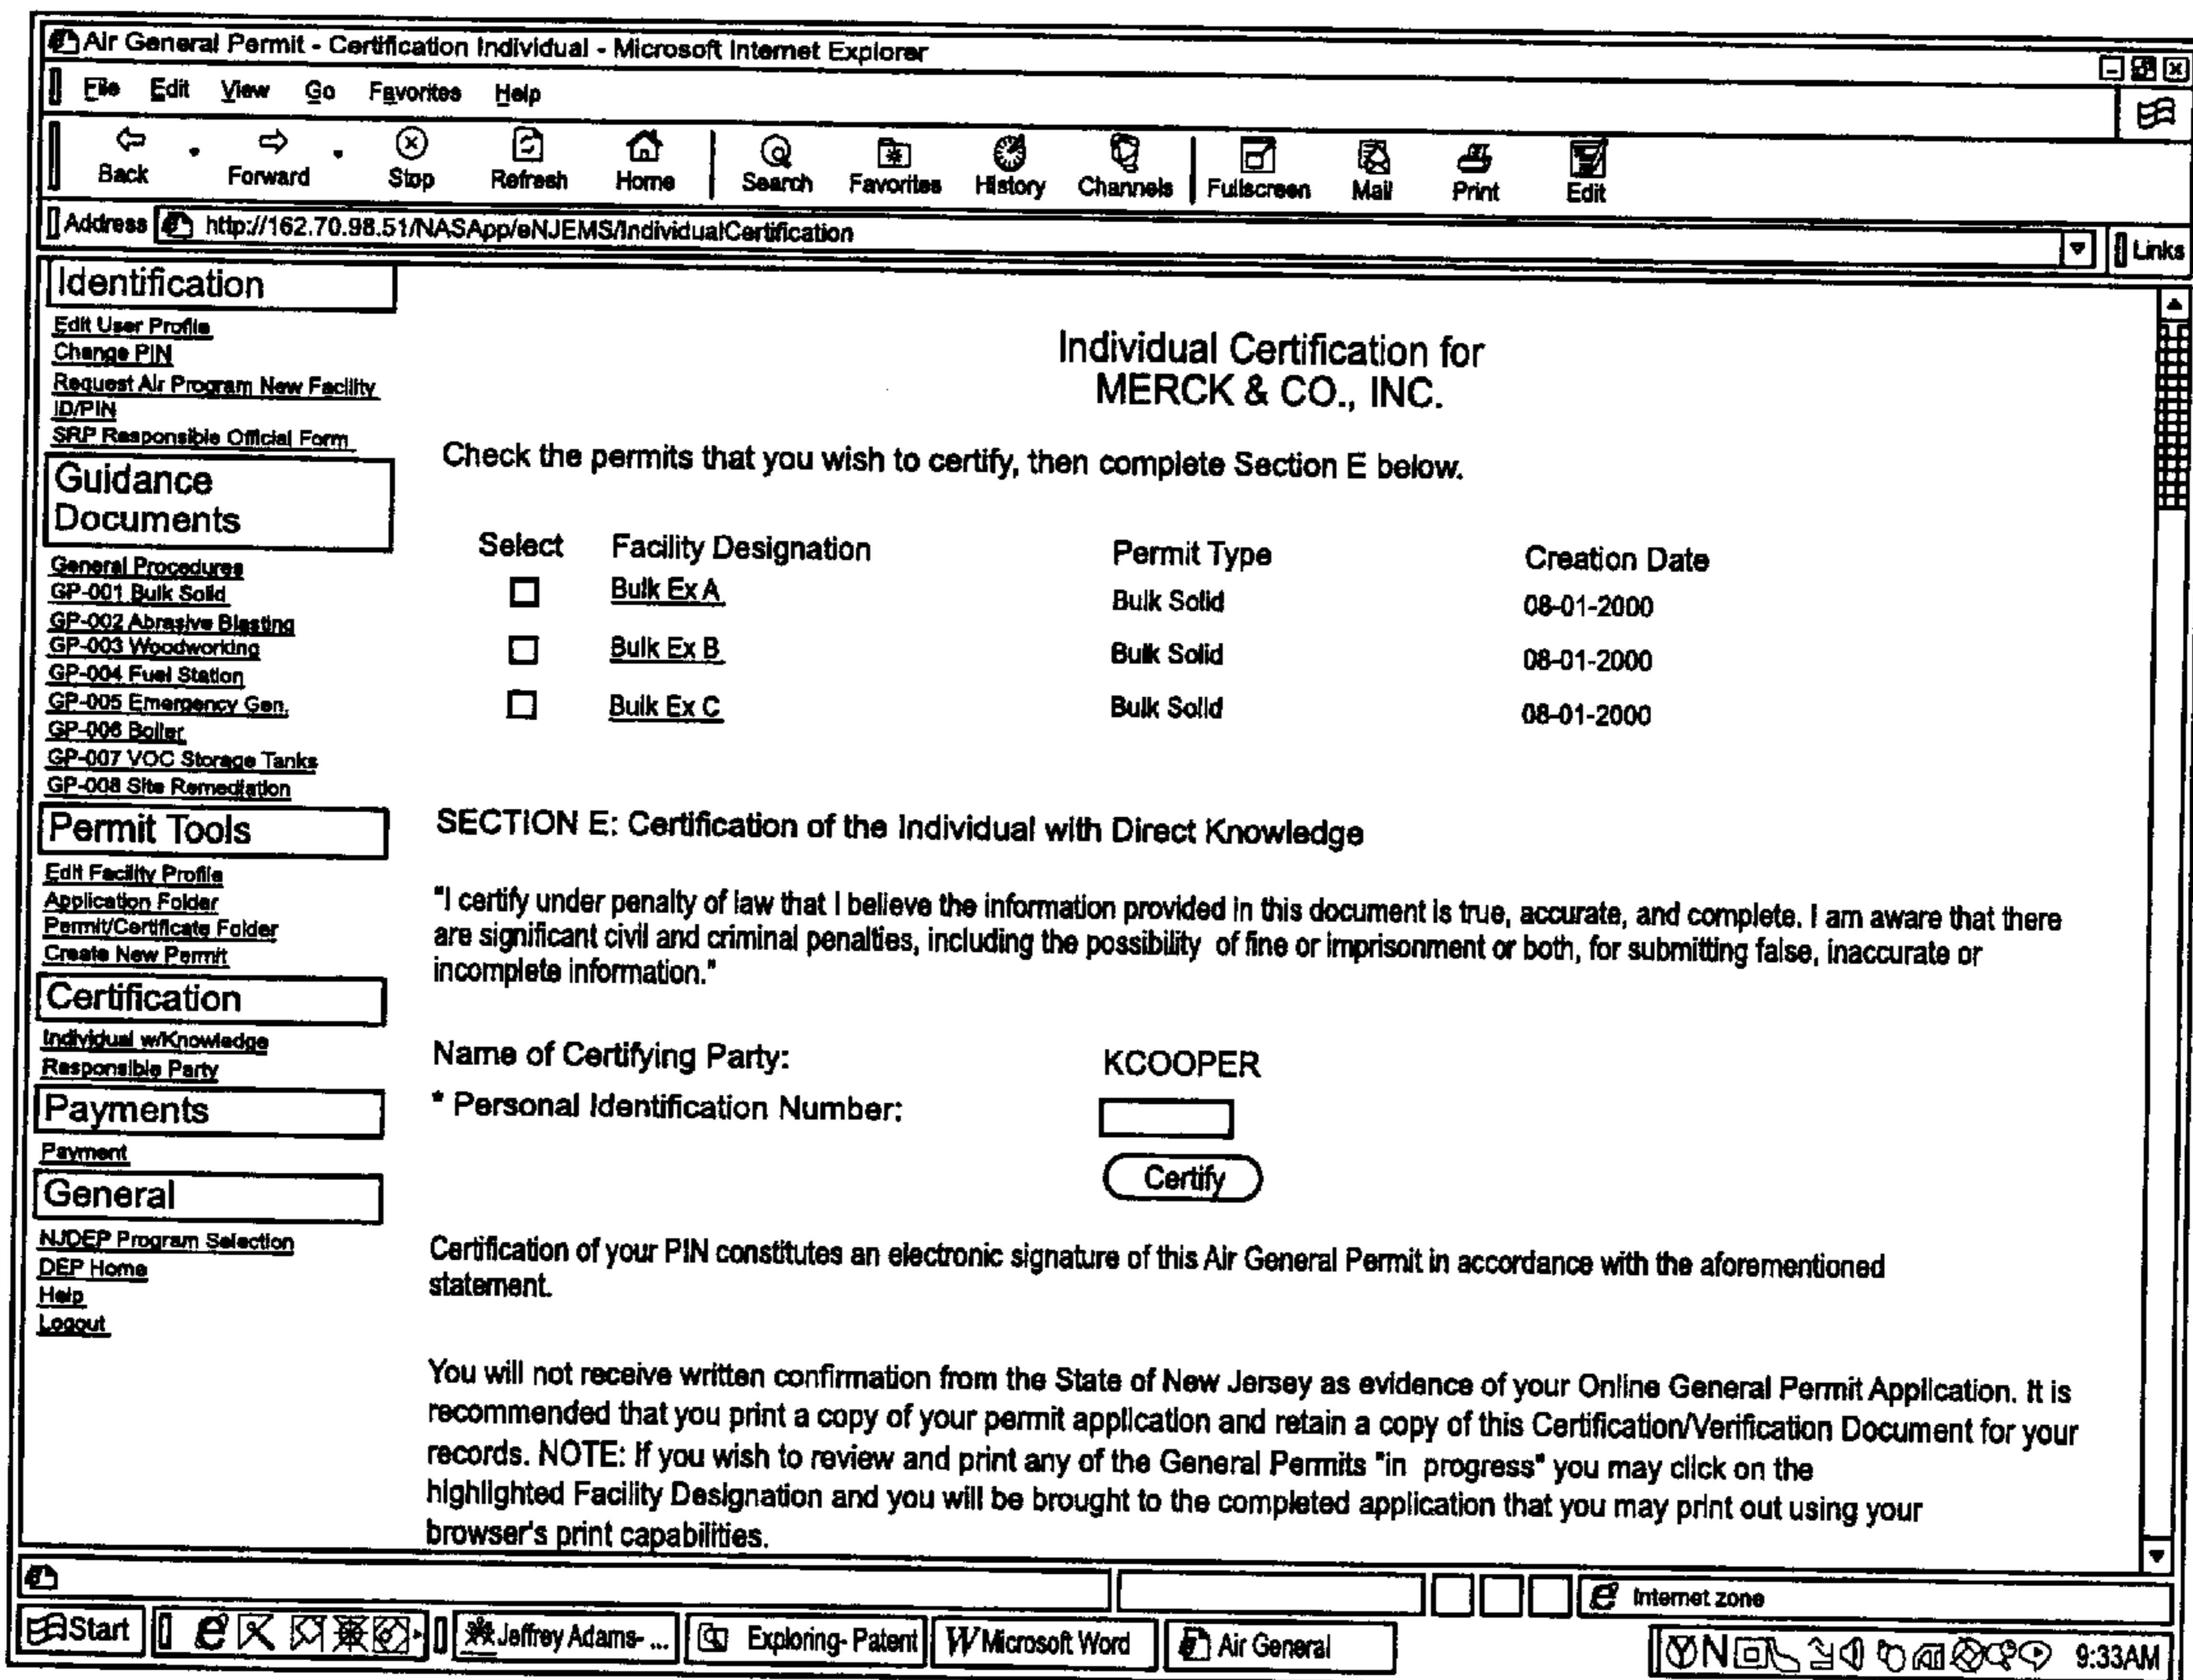 Air General Permit - Certification Individual - Microsoft Internet Explorer
File Edit View Go Favorites Help
Back Forward Stop Refresh Home Search Favorites History Channels Fullscreen Mail Print Edit
Address http://162.70.98.51/NASApp/eNJEMS/IndividualCertification Links
Identification
Edit User Profile
Change PIN
Request Air Program New Facility
ID/PIN
SRP Responsible Official Form
Guidance
Documents
General Procedures
GP-001 Bulk Solid
GP-002 Abrasive Blasting
GP-003 Woodworking
GP-004 Fuel Station
GP-005 Emergency Gen.
GP-006 Boiler
GP-007 VOC Storage Tanks
GP-008 Site Remediation
Permit Tools
Edit Facility Profile
Application Folder
Permit/Certificate Folder
Create New Permit
Certification
Individual w/Knowledge
Responsible Party
Payments
Payment
General
NJDEP Program Selection
DEP Home
Help
Logout
Individual Certification for
MERCK & CO., INC.
Check the permits that you wish to certify, then complete Section E below.
Select Facility Designation Permit Type Creation Date
Bulk Ex A Bulk Solid 08-01-2000
Bulk Ex B Bulk Solid 08-01-2000
Bulk Ex C Bulk Solid 08-01-2000
SECTION E: Certification of the Individual with Direct Knowledge
"I certify under penalty of law that I believe the information provided in this document is true, accurate, and complete. I am aware that there
are significant civil and criminal penalties, including the possibility of fine or imprisonment or both, for submitting false, inaccurate or
incomplete information."
Name of Certifying Party: KCOOPER
* Personal Identification Number:
Certify
Certification of your PIN constitutes an electronic signature of this Air General Permit in accordance with the aforementioned
statement.
You will not receive written confirmation from the State of New Jersey as evidence of your Online General Permit Application. It is
recommended that you print a copy of your permit application and retain a copy of this Certification/Verification Document for your
records. NOTE: If you wish to review and print any of the General Permits "in progress" you may click on the
highlighted Facility Designation and you will be brought to the completed application that you may print out using your
browser's print capabilities.
Internet zone
Start Jeffrey Adams- ... Exploring- Patent Microsoft Word Air General 9:33AM